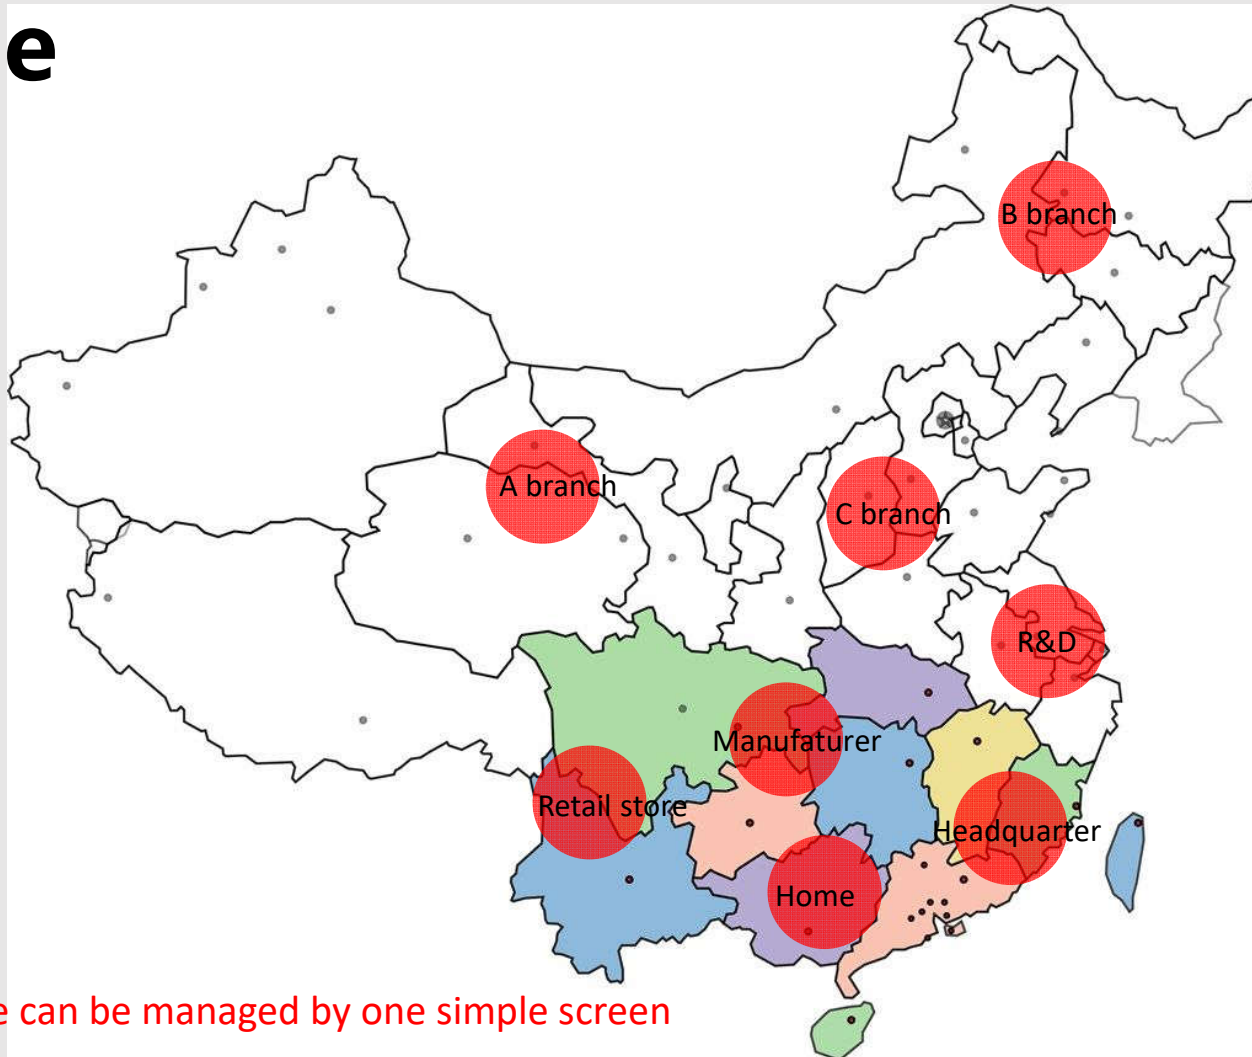 e
B branch
A branch
C branch
R&D
Manufaturer
Retail store
Headquarter
Home
e can be managed by one simple screen